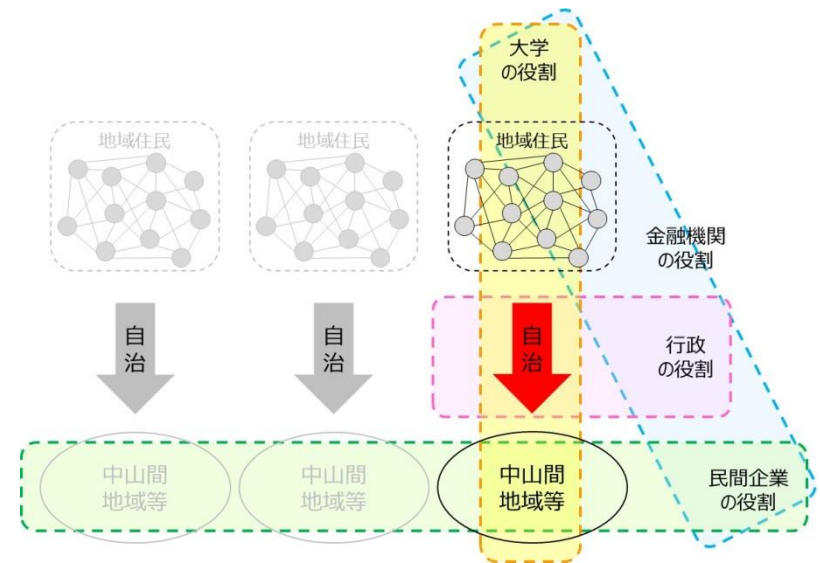 大学
の役割
地域住民
地域住民
地域住民
金融機関
の役割
自
治
自
治
自
治
行政
の役割
中山間
地域等
中山間
地域等
中山間
地域等
民間企業
の役割